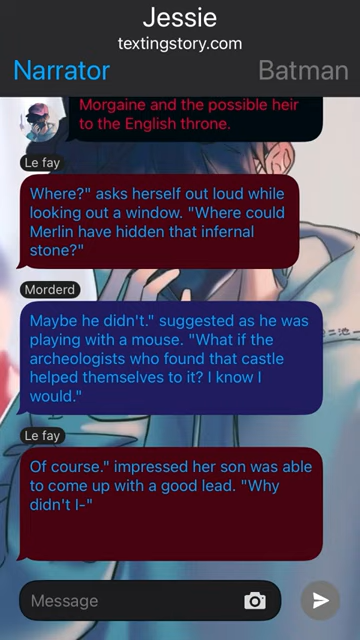 Jessie
textingstory.com
Narrator
Batman
Morgaine and the possible heir
to the English throne.
Le fay
Where?" asks herself out loud while
looking out a window. "Where could
Merlin have hidden that infernal
stone?"
Morderd
Maybe he didn't." suggested as he was
playing with a mouse. "What if the
archeologists who found that castle
helped themselves to it? I know I
would."
Le fay
Of course." impressed her son was able
to come up with a good lead. "Why
didn't I-"
Message